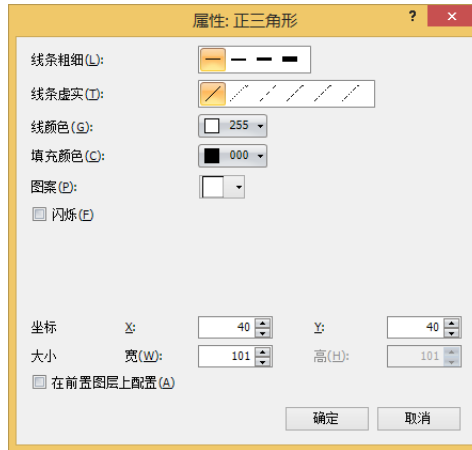 属性: 正三角形 ? ×
线条粗细(L):
线条虚实(T):
线颜色(G): 255
填充颜色(C): 000
图案(P):
闪烁(F)
坐标 X: 40 Y: 40
大小 宽(W): 101 高(H): 101
在前置图层上配置(A)
确定 取消